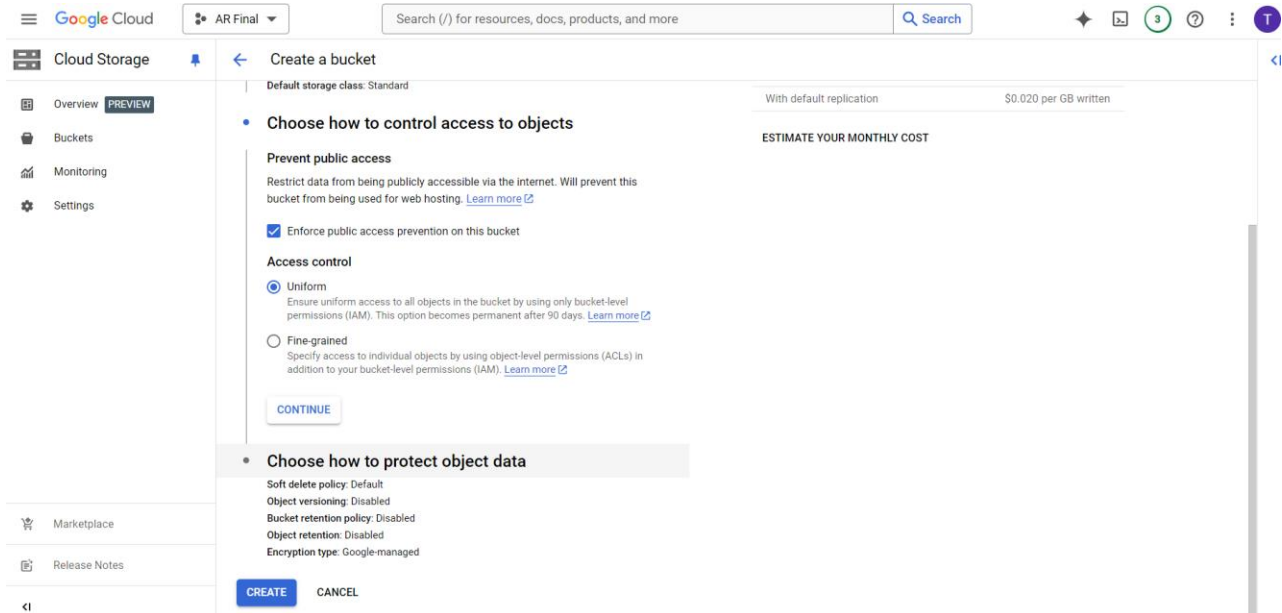 Google Cloud
AR Final
Search (/) for resources, docs, products, and more
Search
3
T
Cloud Storage
Create a bucket
Overview PREVIEW
Buckets
Monitoring
Settings
Marketplace
Release Notes
Default storage class: Standard
Choose how to control access to objects
Prevent public access
Restrict data from being publicly accessible via the internet. Will prevent this
bucket from being used for web hosting. Learn more
Enforce public access prevention on this bucket
Access control
Uniform
Ensure uniform access to all objects in the bucket by using only bucket-level
permissions (IAM). This option becomes permanent after 90 days. Learn more
Fine-grained
Specify access to individual objects by using object-level permissions (ACLs) in
addition to your bucket-level permissions (IAM). Learn more
CONTINUE
Choose how to protect object data
Soft delete policy: Default
Object versioning: Disabled
Bucket retention policy: Disabled
Object retention: Disabled
Encryption type: Google-managed
CREATE CANCEL
With default replication $0.020 per GB written
ESTIMATE YOUR MONTHLY COST